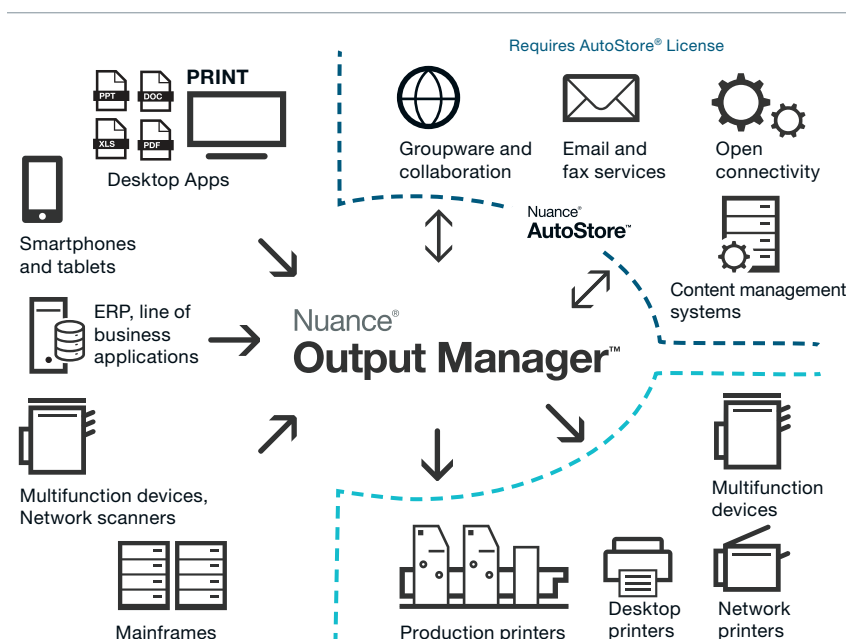 Requires AutoStore® License
PRINT
PPT
DOC
XLS
PDF
Desktop Apps
Groupware and
collaboration
Email and
fax services
Open
connectivity
Smartphones
and tablets
Nuance®
AutoStore™
Content management
systems
ERP, line of
business
applications
Nuance®
Output Manager™
Multifunction devices,
Network scanners
Multifunction
devices
Mainframes
Production printers
Desktop
printers
Network
printers